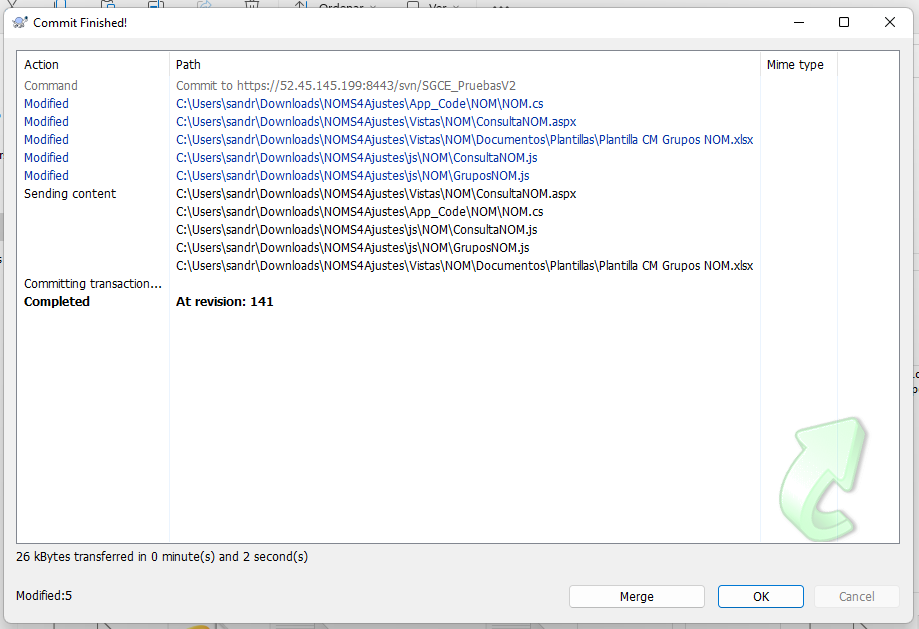 Commit Finished!
Action Path Mime type
Command Commit to https://52.45.145.199:8443/svn/SGCE_PruebasV2
Modified C:\Users\sandr\Downloads\NOMS4Ajustes\App_Code\NOM\NOM.cs
Modified C:\Users\sandr\Downloads\NOMS4Ajustes\Vistas\NOM\ConsultaNOM.aspx
Modified C:\Users\sandr\Downloads\NOMS4Ajustes\Vistas\NOM\Documentos\Plantillas\Plantilla CM Grupos NOM.xlsx
Modified C:\Users\sandr\Downloads\NOMS4Ajustes\js\NOM\ConsultaNOM.js
Modified C:\Users\sandr\Downloads\NOMS4Ajustes\js\NOM\GruposNOM.js
Sending content C:\Users\sandr\Downloads\NOMS4Ajustes\Vistas\NOM\ConsultaNOM.aspx
C:\Users\sandr\Downloads\NOMS4Ajustes\App_Code\NOM\NOM.cs
C:\Users\sandr\Downloads\NOMS4Ajustes\js\NOM\ConsultaNOM.js
C:\Users\sandr\Downloads\NOMS4Ajustes\js\NOM\GruposNOM.js
C:\Users\sandr\Downloads\NOMS4Ajustes\Vistas\NOM\Documentos\Plantillas\Plantilla CM Grupos NOM.xlsx
Committing transaction...
Completed At revision: 141
26 kBytes transferred in 0 minute(s) and 2 second(s)
Modified:5
Merge OK Cancel